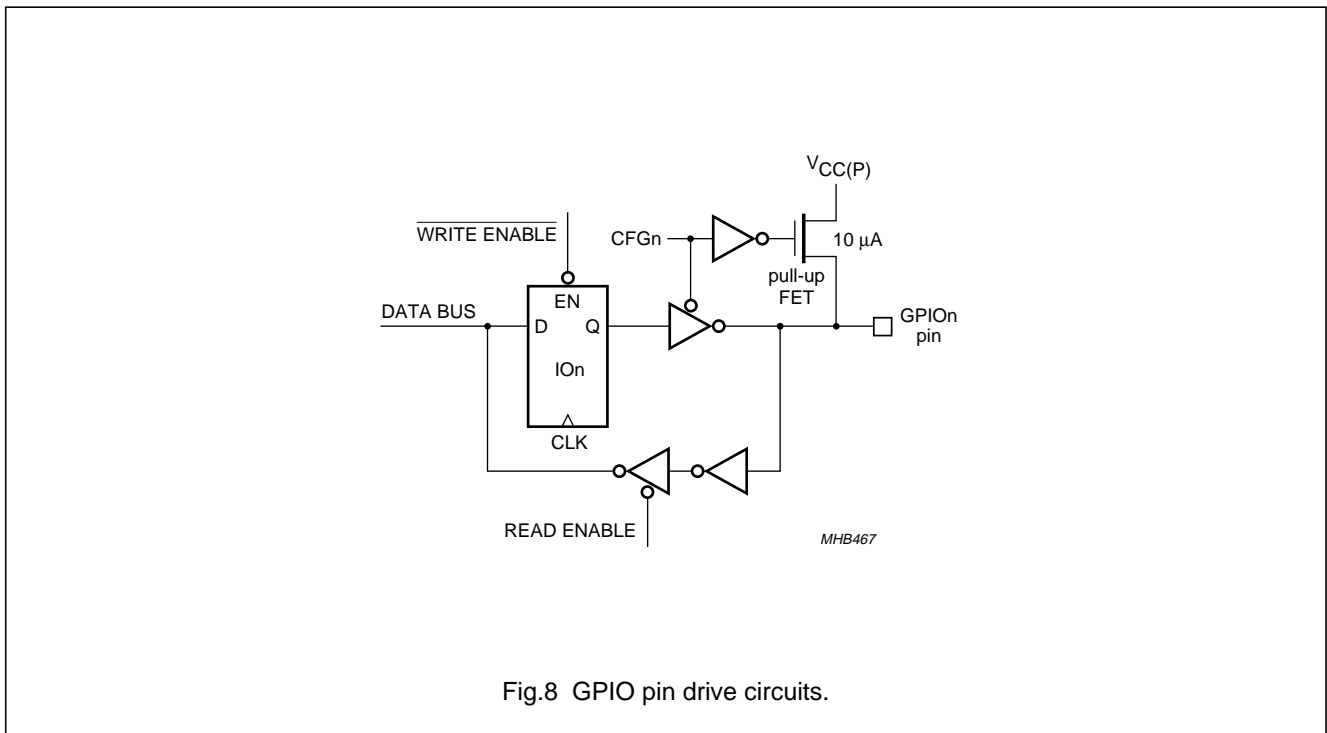 VCC(P)
WRITE ENABLE
CFGn
10 μA
pull-up
FET
EN
DATA BUS
D
Q
GPIOn
pin
IOn
CLK
READ ENABLE
MHB467
Fig.8 GPIO pin drive circuits.